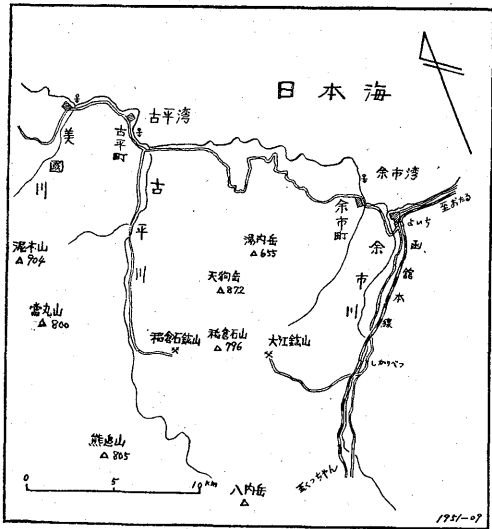 日本海
古平湾
美國川
古平町
古平川
余市湾
至おたる
よいち
余市町
余市川
函館本線
湯内岳
△655
天狗岳
△872
泥木山
△904
當丸山
△800
稲倉石鉱山
稲倉石山
△796
大江鉱山
しかりべつ
熊追山
△805
0 5 10 km
八内岳
△
至くっちゃん
1951-09